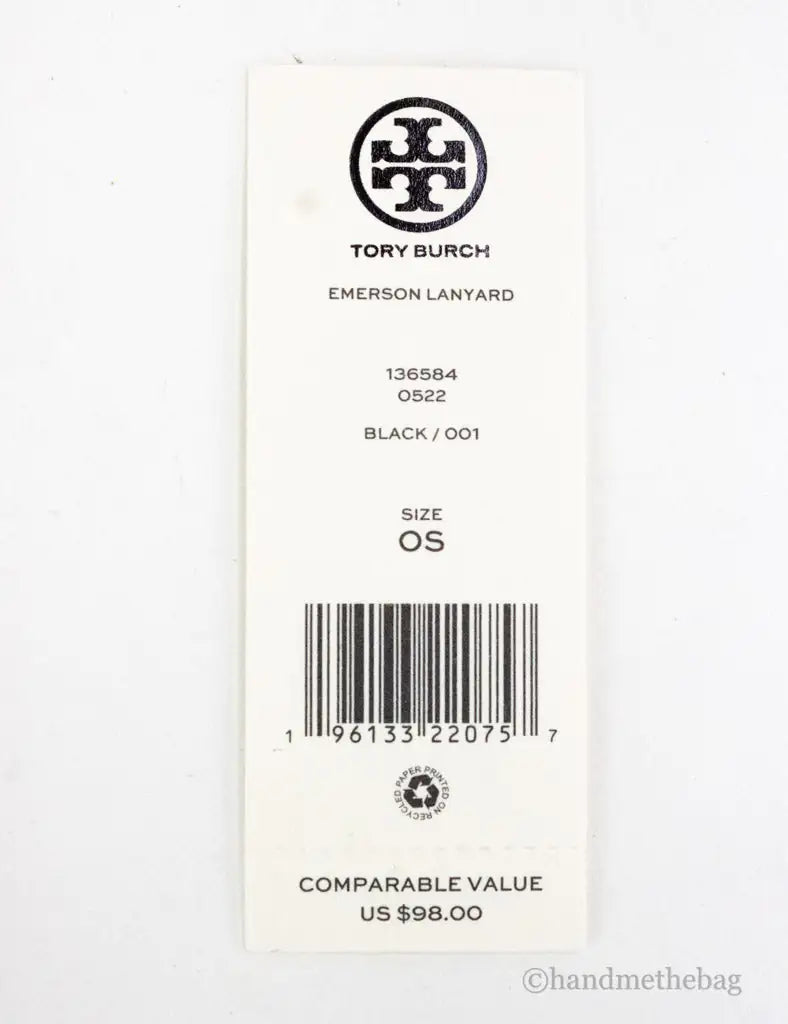 TORY BURCH
EMERSON LANYARD
136584
0522
BLACK / 001
SIZE
OS
1 96133 22075 7
PRINTED ON RECYCLED PAPER
COMPARABLE VALUE
US $98.00
©handmethebag